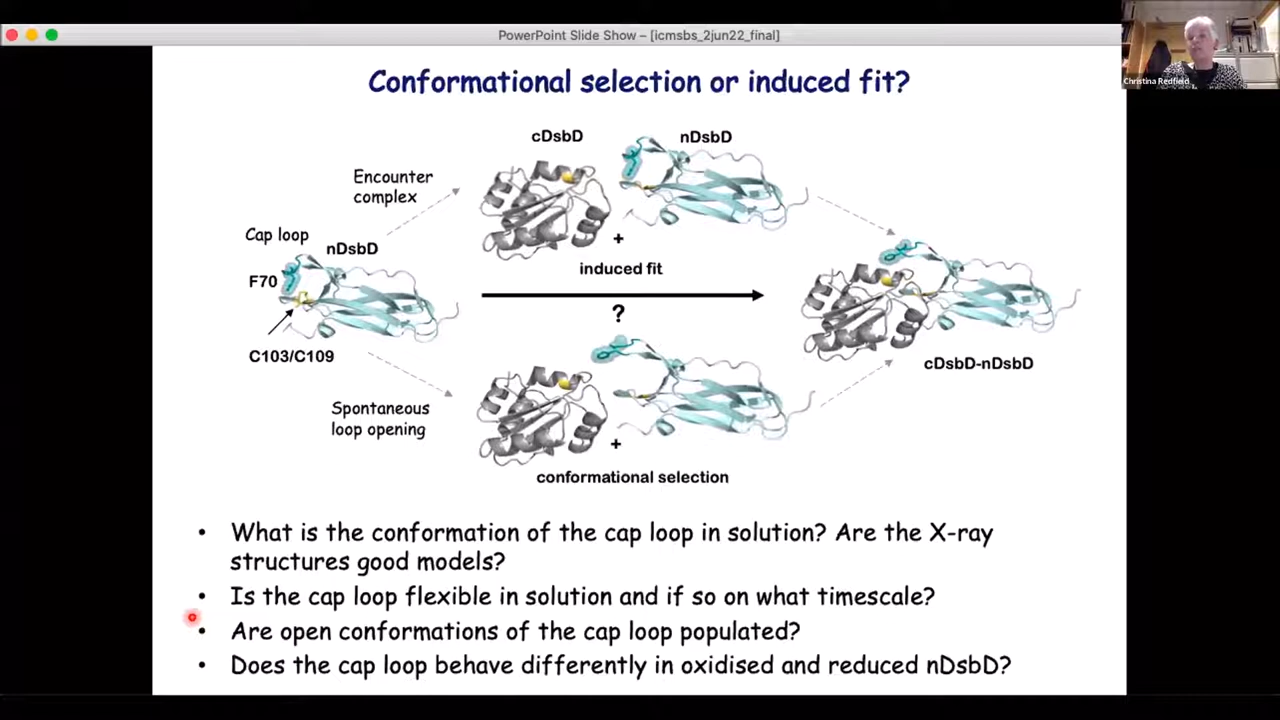 PowerPoint Slide Show – [icmsbs_2jun22_final]
Christina Redfield
Conformational selection or induced fit?
cDsbD
nDsbD
Encounter
complex
Cap loop
nDsbD
F70
C103/C109
+
induced fit
?
cDsbD-nDsbD
Spontaneous
loop opening
+
conformational selection
• What is the conformation of the cap loop in solution? Are the X-ray
structures good models?
• Is the cap loop flexible in solution and if so on what timescale?
• Are open conformations of the cap loop populated?
• Does the cap loop behave differently in oxidised and reduced nDsbD?